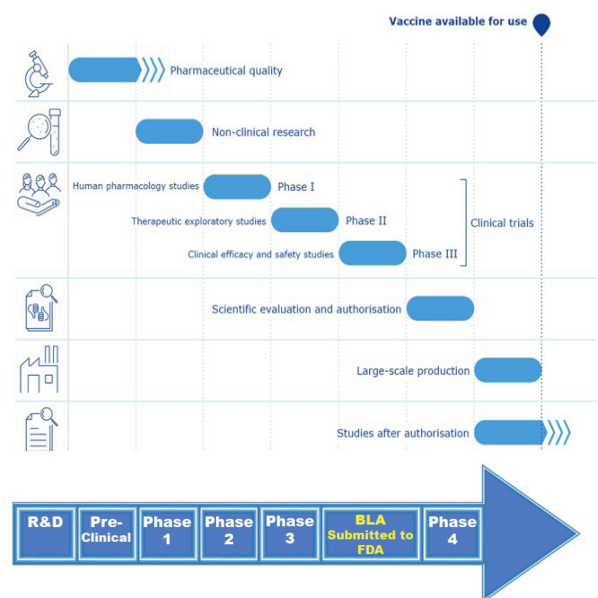 Vaccine available for use
Pharmaceutical quality
Non-clinical research
Human pharmacology studies
Phase I
Therapeutic exploratory studies
Phase II
Clinical trials
Clinical efficacy and safety studies
Phase III
Scientific evaluation and authorisation
Large-scale production
Studies after authorisation
R&D
Pre-
Clinical
Phase
1
Phase
2
Phase
3
BLA
Submitted to
FDA
Phase
4